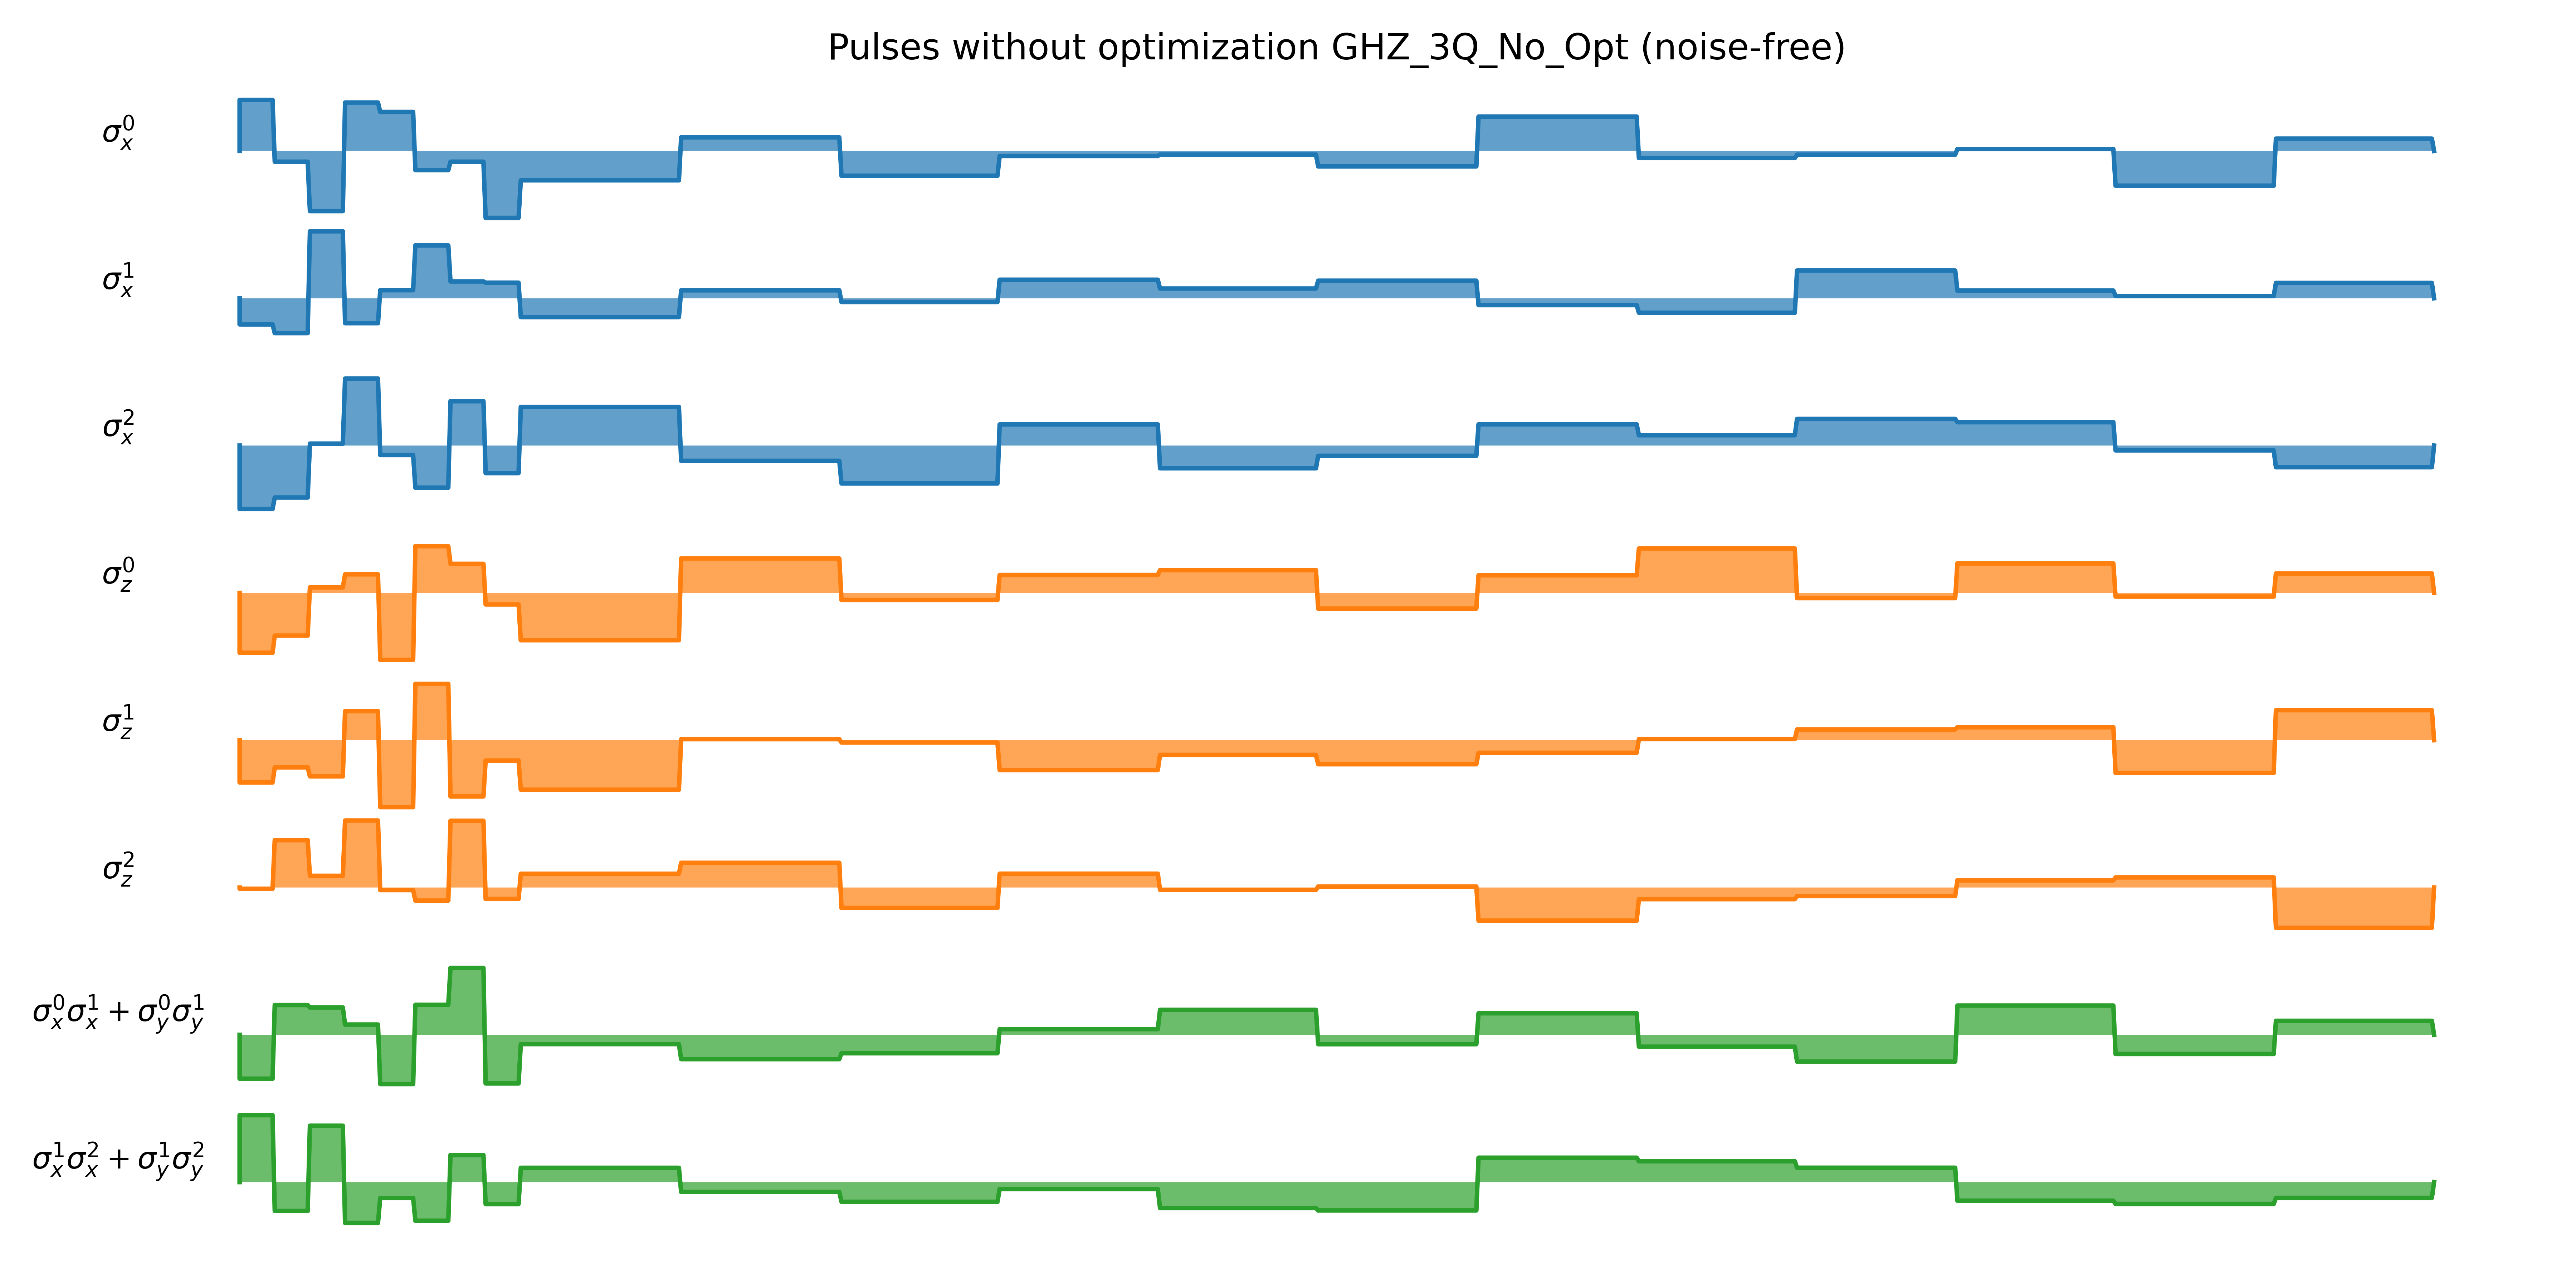 Pulses without optimization GHZ_3Q_No_Opt (noise-free)
σ_x^0
σ_x^1
σ_x^2
σ_z^0
σ_z^1
σ_z^2
σ_x^0σ_x^1 + σ_y^0σ_y^1
σ_x^1σ_x^2 + σ_y^1σ_y^2